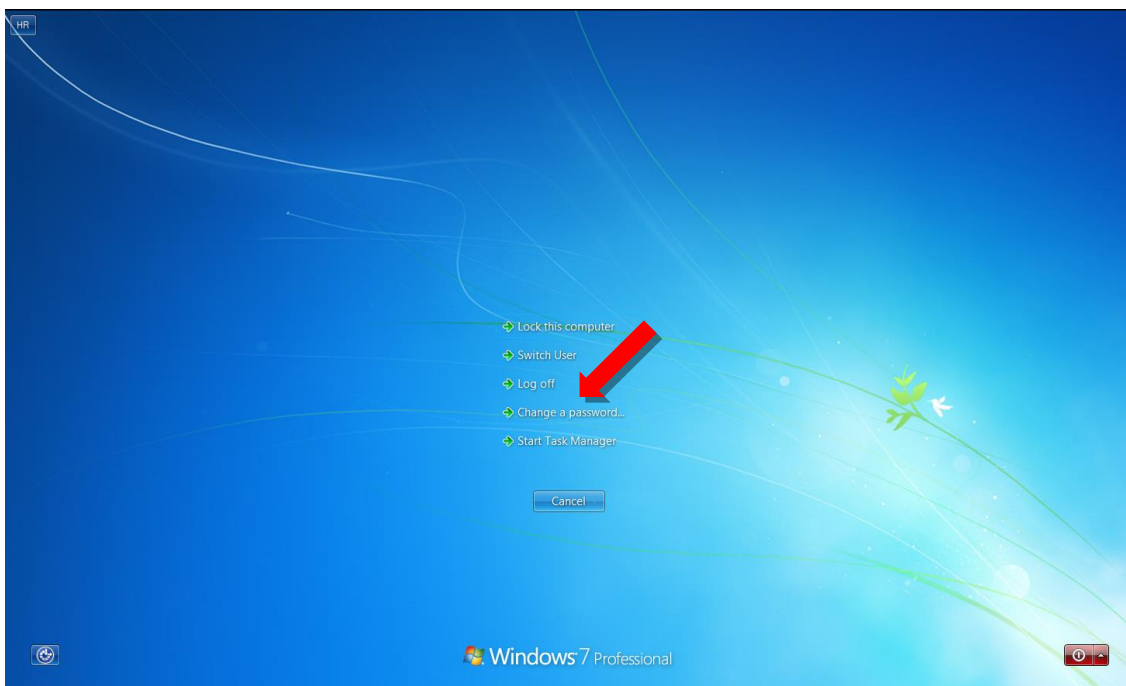 HR
Lock this computer
Switch User
Log off
Change a password...
Start Task Manager
Cancel
Windows 7 Professional